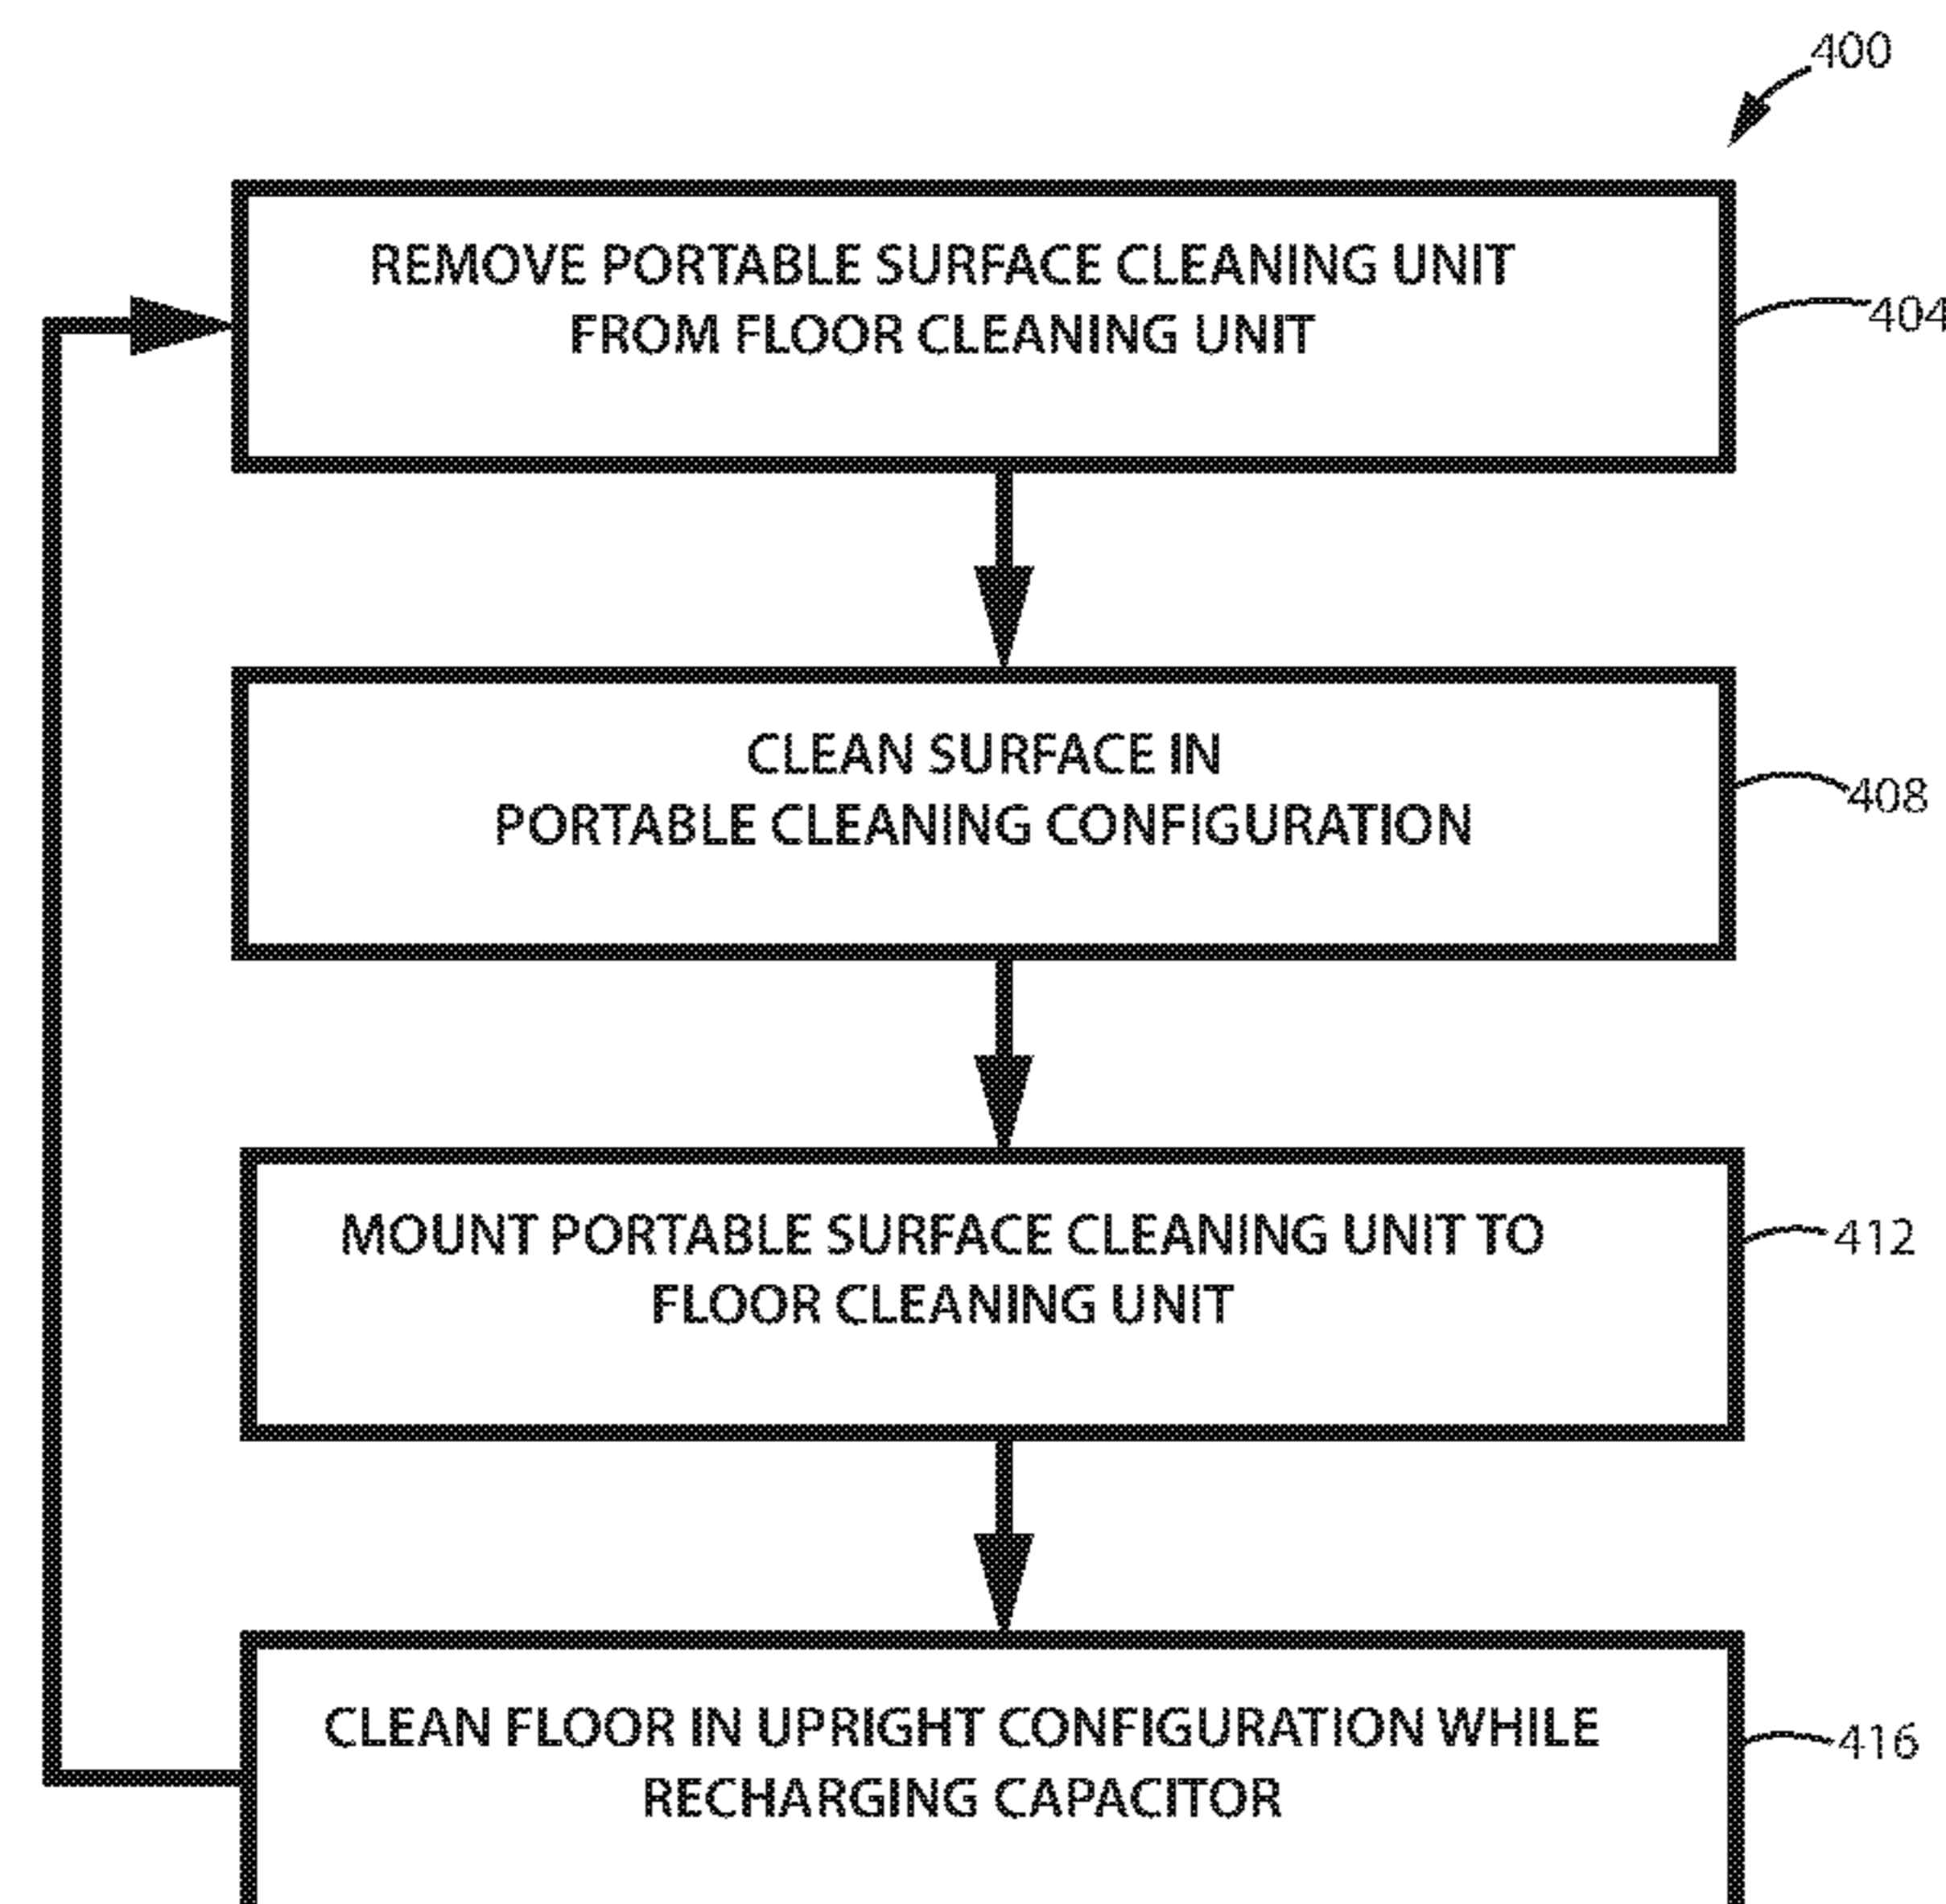 400
REMOVE PORTABLE SURFACE CLEANING UNIT
FROM FLOOR CLEANING UNIT
404
CLEAN SURFACE IN
PORTABLE CLEANING CONFIGURATION
408
MOUNT PORTABLE SURFACE CLEANING UNIT TO
FLOOR CLEANING UNIT
412
CLEAN FLOOR IN UPRIGHT CONFIGURATION WHILE
RECHARGING CAPACITOR
416